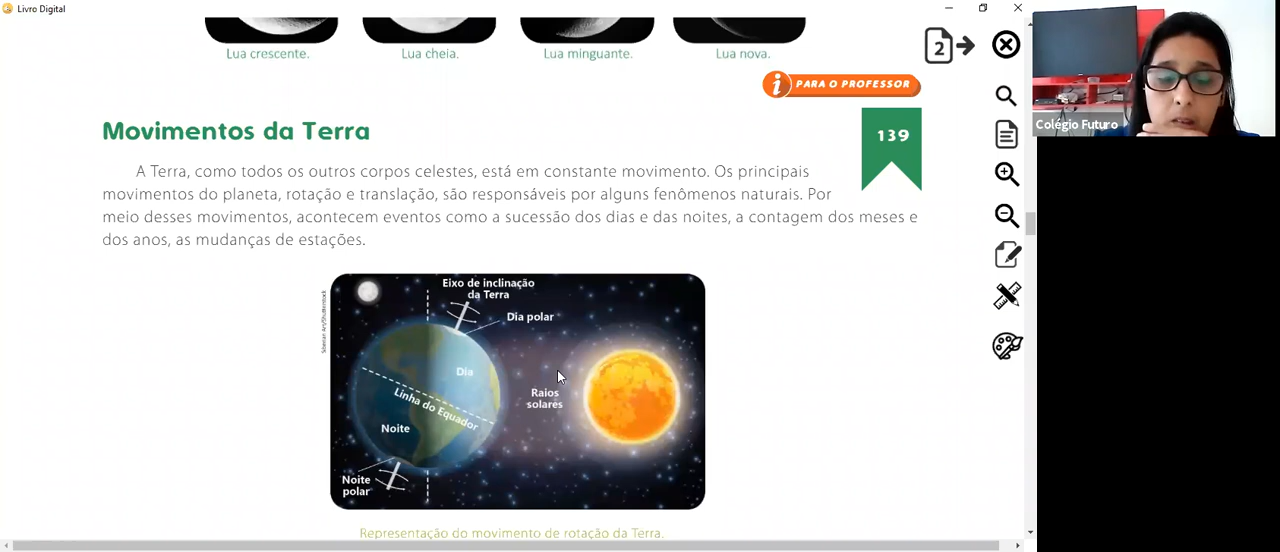 Livro Digital
Lua crescente.
Lua cheia.
Lua minguante.
Lua nova.
2
PARA O PROFESSOR
Colégio Futuro
Movimentos da Terra
139
A Terra, como todos os outros corpos celestes, está em constante movimento. Os principais
movimentos do planeta, rotação e translação, são responsáveis por alguns fenômenos naturais. Por
meio desses movimentos, acontecem eventos como a sucessão dos dias e das noites, a contagem dos meses e
dos anos, as mudanças de estações.
Eixo de inclinação
da Terra
Dia polar
Dia
Raios
solares
Linha do Equador
Noite
Noite
polar
Representação do movimento de rotação da Terra.